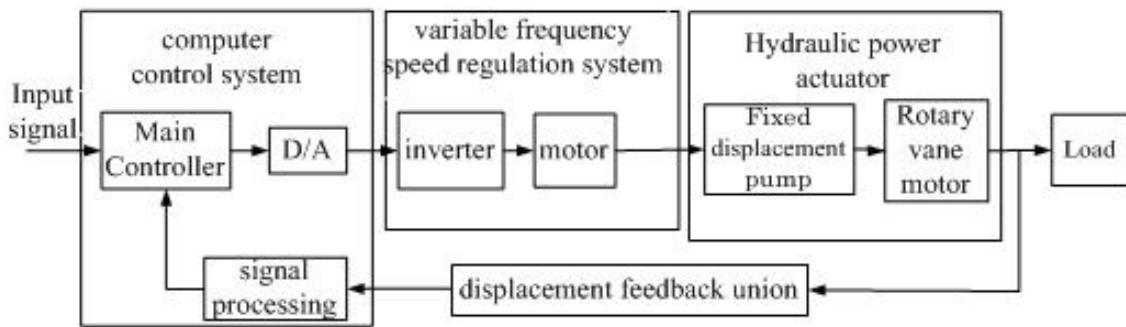 computer
control system
variable frequency
speed regulation system
Hydraulic power
actuator
Input
signal
Main
Controller
D/A
inverter
motor
Fixed
displacement
pump
Rotary
vane
motor
Load
signal
processing
displacement feedback union